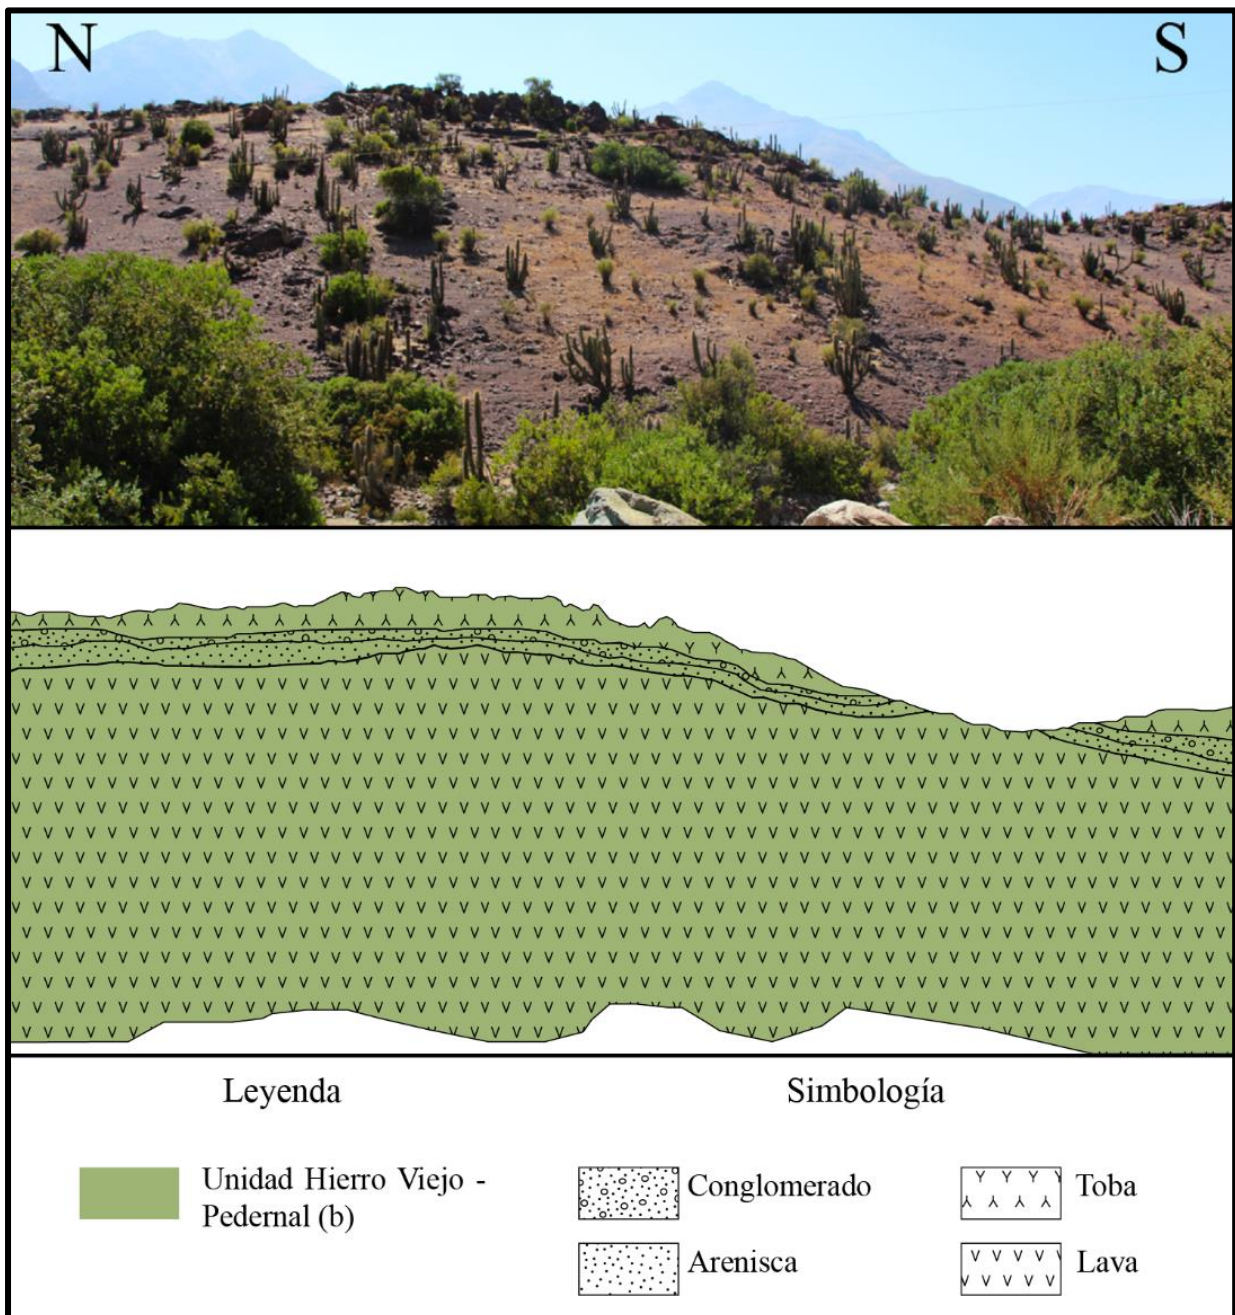 N
S
Leyenda
Simbología
Unidad Hierro Viejo -
Pedernal (b)
Conglomerado
Toba
Arenisca
Lava